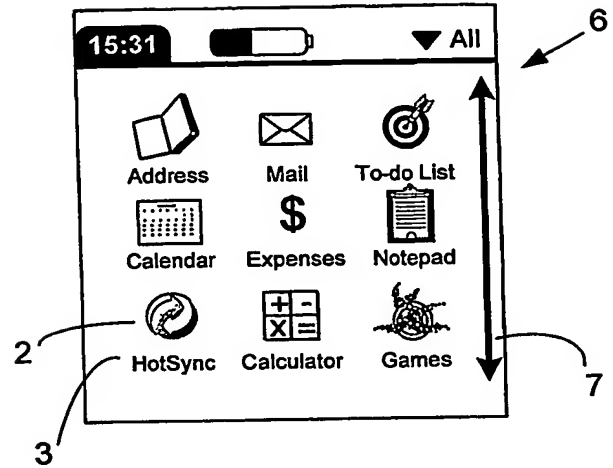 15:31 All
6
Address Mail To-do List
$
Calendar Expenses Notepad
+ -
X =
2
HotSync Calculator Games
7
3